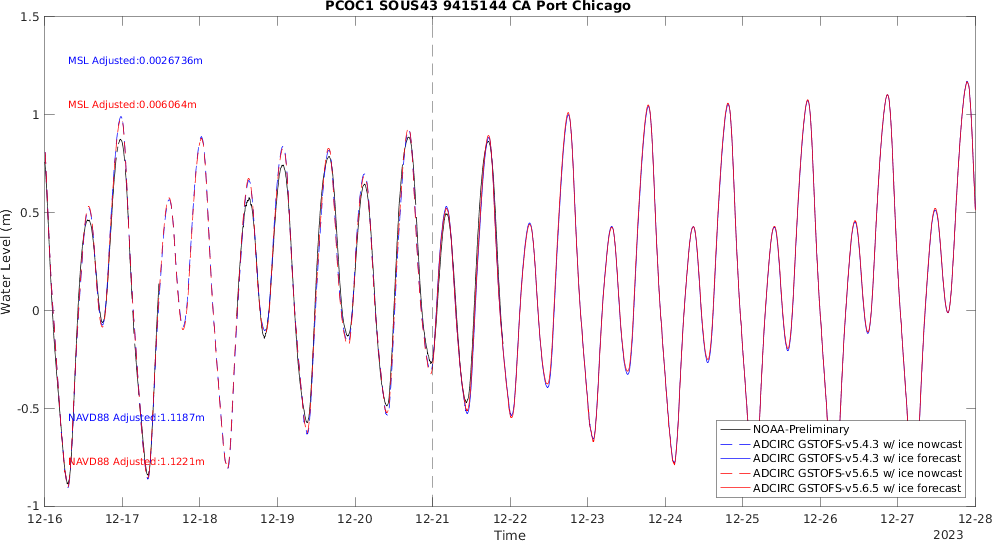 PCOC1 SOUS43 9415144 CA Port Chicago
1.5
1
0.5
0
-0.5
-1
Water Level (m)
MSL Adjusted:0.0026736m
MSL Adjusted:0.006064m
NAVD88 Adjusted:1.1187m
NAVD88 Adjusted:1.1221m
NOAA-Preliminary
ADCIRC GSTOFS-v5.4.3 w/ ice nowcast
ADCIRC GSTOFS-v5.4.3 w/ ice forecast
ADCIRC GSTOFS-v5.6.5 w/ ice nowcast
ADCIRC GSTOFS-v5.6.5 w/ ice forecast
12-16 12-17 12-18 12-19 12-20 12-21 12-22 12-23 12-24 12-25 12-26 12-27 12-28
Time
2023